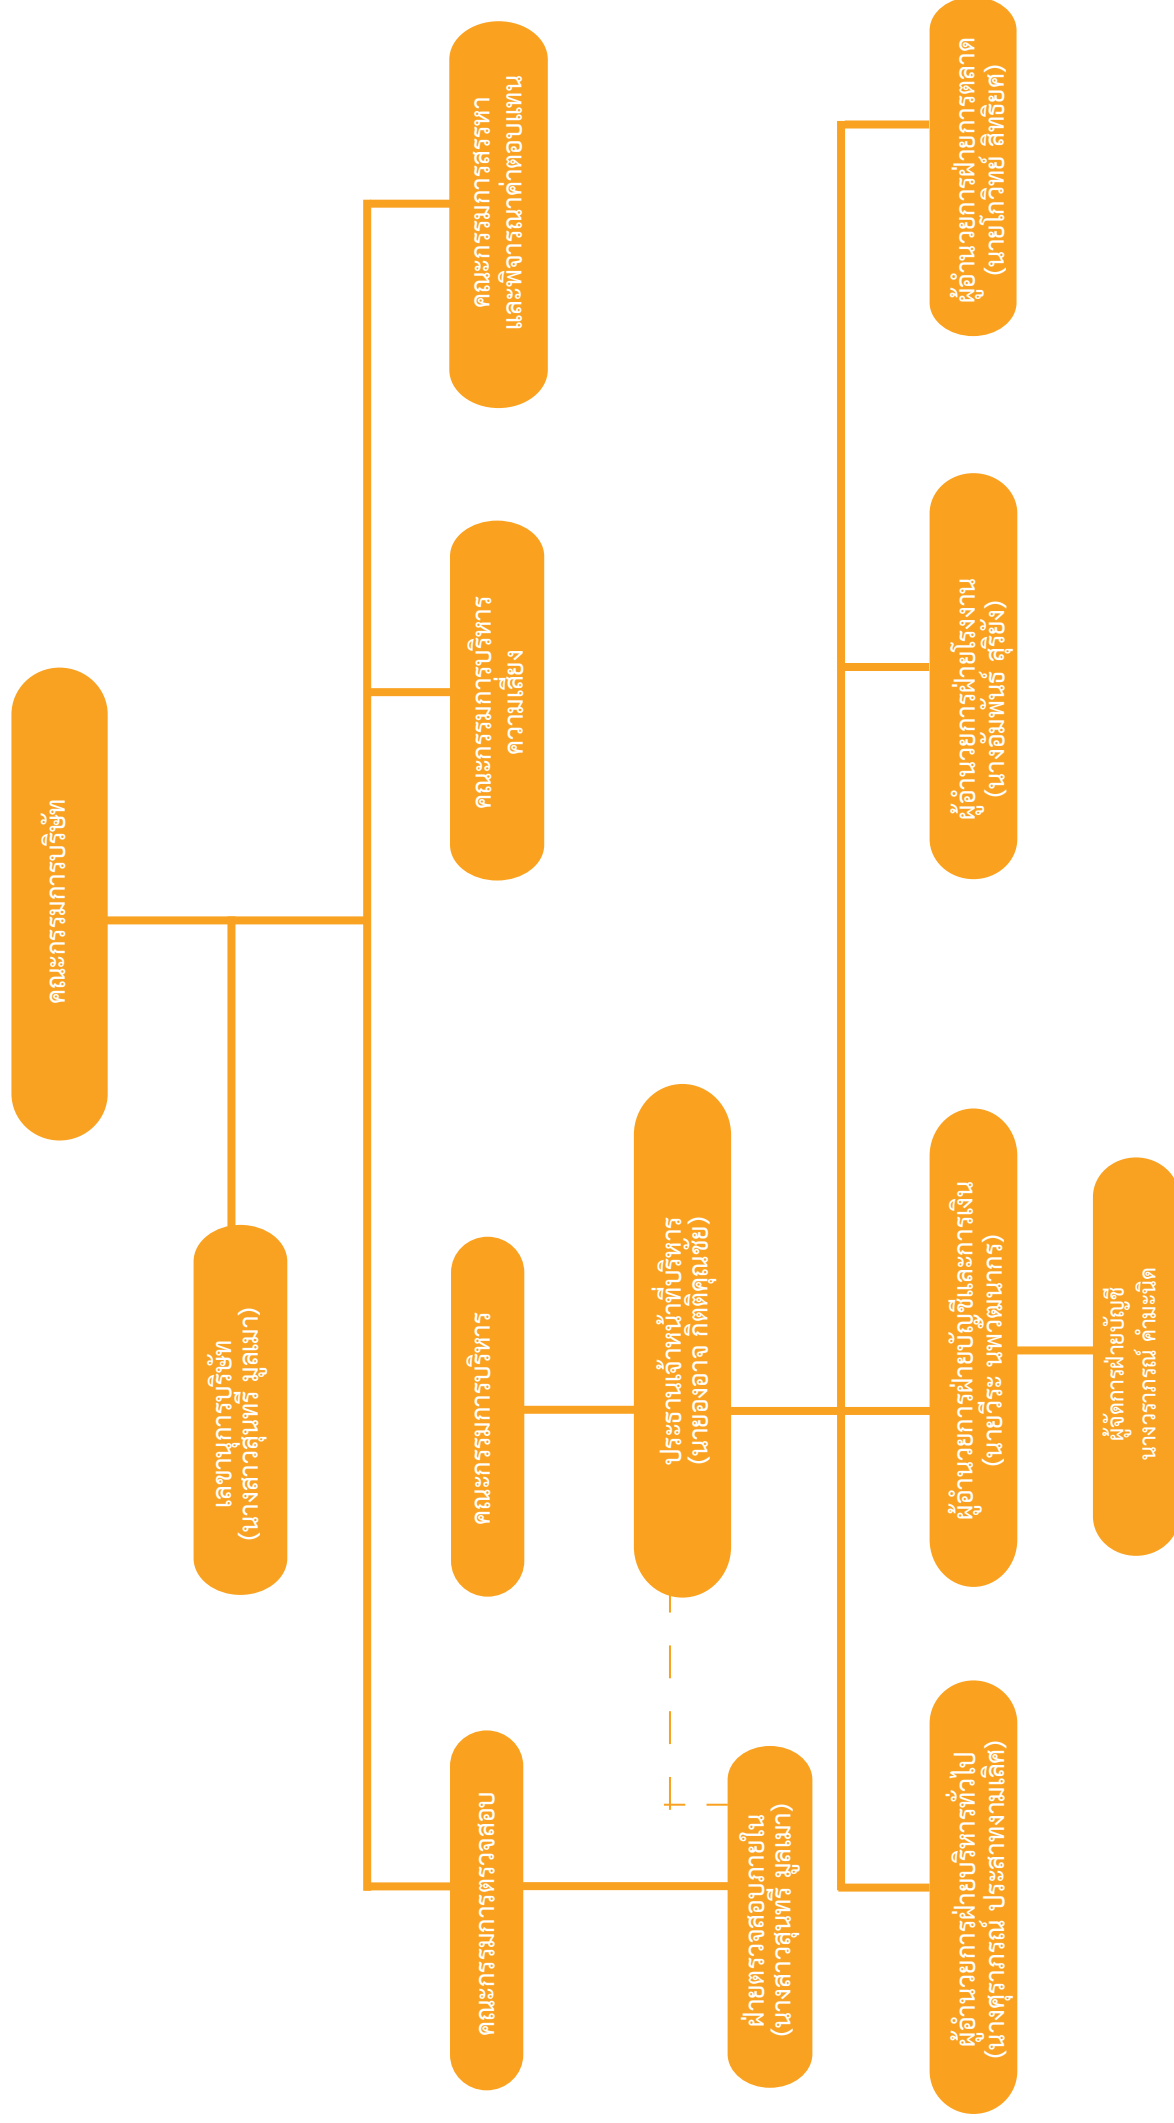 คณะกรรมการบริษัท
เลขานุการบริษัท
(นางสาวสุนทรี มูลเมา)
คณะกรรมการตรวจสอบ
คณะกรรมการบริหาร
คณะกรรมการบริหาร
ความเสี่ยง
คณะกรรมการสรรหา
และพิจารณาค่าตอบแทน
ประธานเจ้าหน้าที่บริหาร
(นายองอาจ กิตติคุณชัย)
ฝ่ายตรวจสอบภายใน
(นางสาวสุนทรี มูลเมา)
ผู้อำนวยการฝ่ายบริหารทั่วไป
(นางศุราภรณ์ ประสาทงามเลิศ)
ผู้อำนวยการฝ่ายบัญชีและการเงิน
(นายวีระ นพวัฒนากร)
ผู้อำนวยการฝ่ายโรงงาน
(นางอัมพันธ์ สุริยัง)
ผู้อำนวยการฝ่ายการตลาด
(นายโกวิทย์ สิทธิยศ)
ผู้จัดการฝ่ายบัญชี
นางวราภรณ์ คำมะนิด